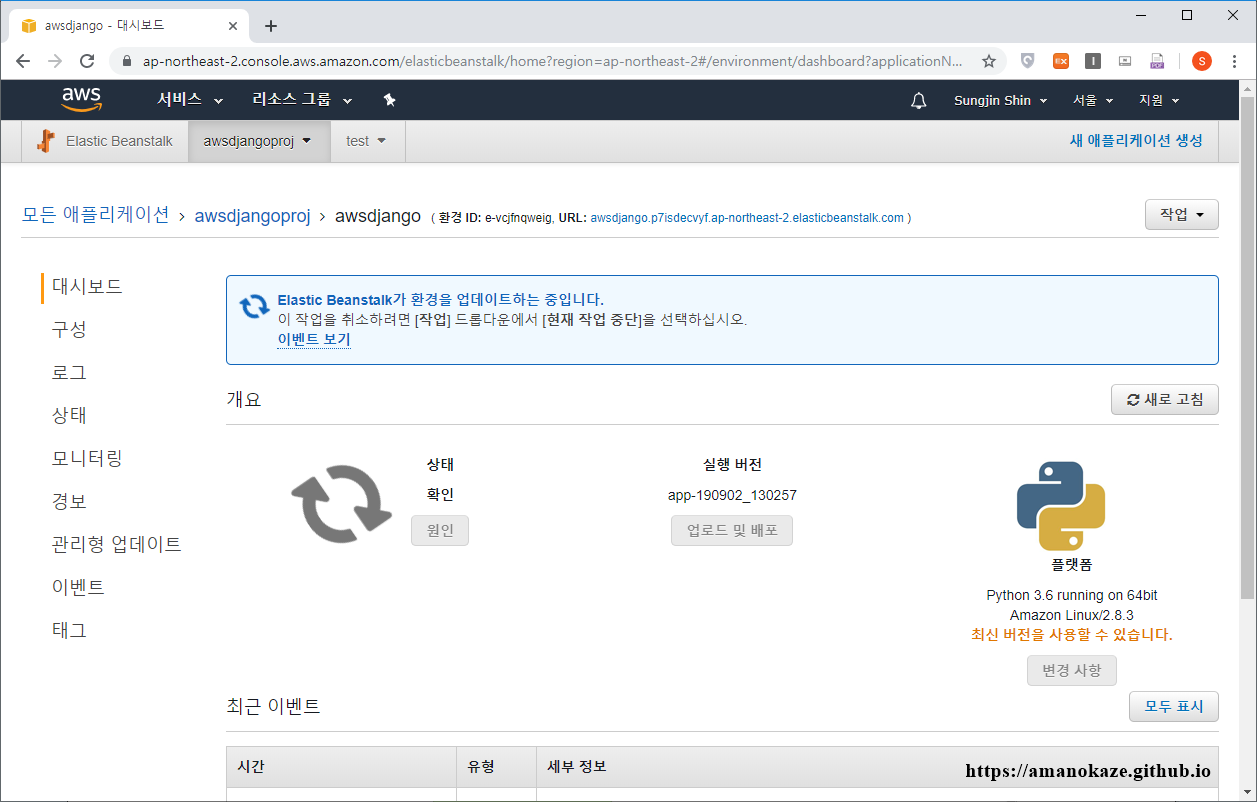 awsdjango - 대시보드
ap-northeast-2.console.aws.amazon.com/elasticbeanstalk/home?region=ap-northeast-2#/environment/dashboard?applicationN...
Ex
I
PDF
S
aws
서비스
리소스 그룹
Sungjin Shin
서울
지원
Elastic Beanstalk
awsdjangoproj
test
새 애플리케이션 생성
모든 애플리케이션 › awsdjangoproj › awsdjango ( 환경 ID: e-vcjfnqweig, URL: awsdjango.p7isdecvyf.ap-northeast-2.elasticbeanstalk.com )
작업
대시보드
구성
로그
상태
모니터링
경보
관리형 업데이트
이벤트
태그
Elastic Beanstalk가 환경을 업데이트하는 중입니다.
이 작업을 취소하려면 [작업] 드롭다운에서 [현재 작업 중단]을 선택하십시오.
이벤트 보기
개요
새로 고침
상태
확인
원인
실행 버전
app-190902_130257
업로드 및 배포
플랫폼
Python 3.6 running on 64bit
Amazon Linux/2.8.3
최신 버전을 사용할 수 있습니다.
변경 사항
최근 이벤트
모두 표시
시간
유형
세부 정보
https://amanokaze.github.io